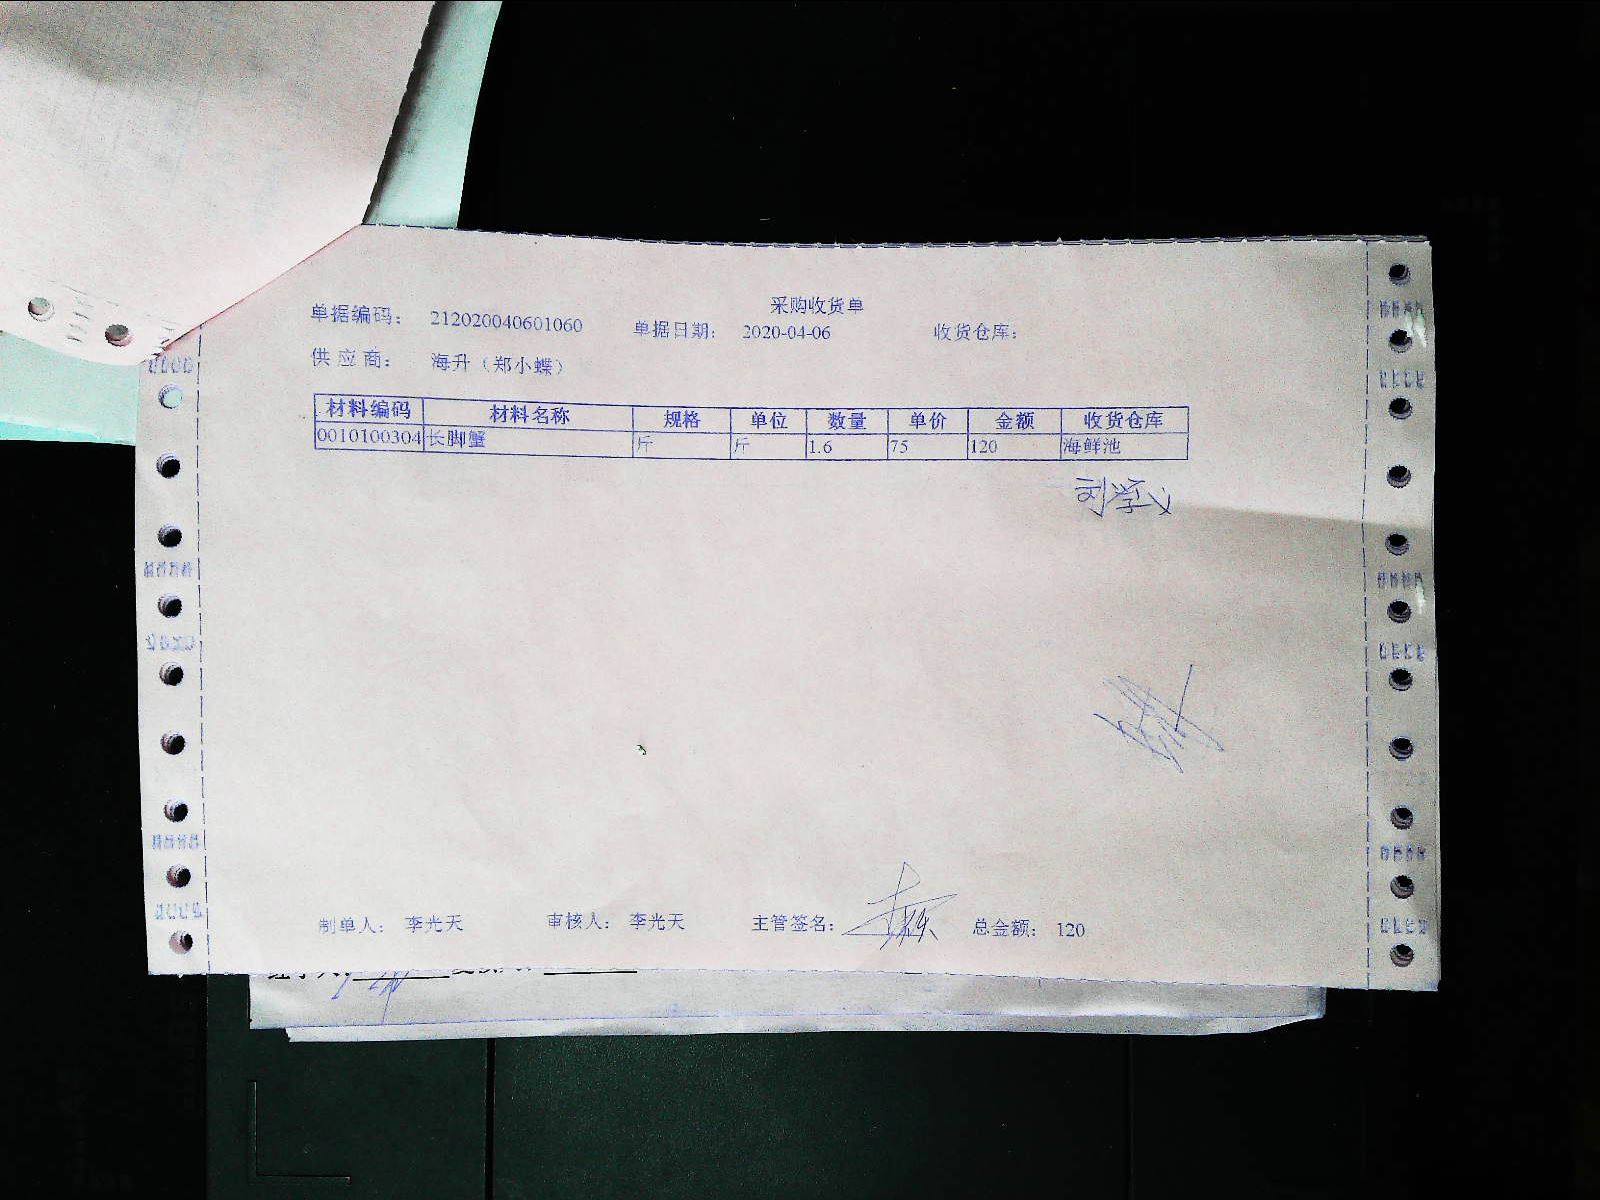 采购收货单
单据编码： 212020040601060 单据日期： 2020-04-06 收货仓库：
供 应 商： 海升（郑小蝶）
材料编码 材料名称 规格 单位 数量 单价 金额 收货仓库
0010100304 长脚蟹 斤 斤 1.6 75 120 海鲜池
刘学义
制单人： 李光天 审核人： 李光天 主管签名： 总金额： 120